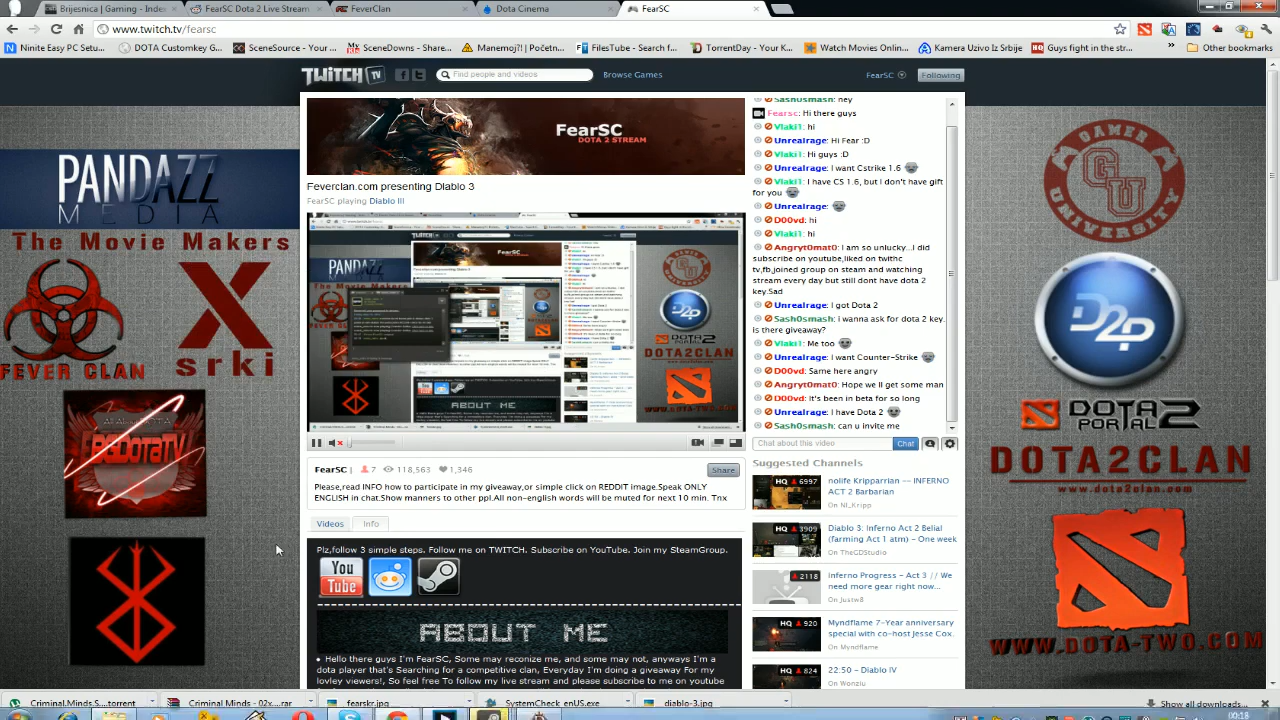 Brijesnica | Gaming - Index
FearSC Dota 2 Live Stream
FeverClan
Dota Cinema
FearSC
www.twitch.tv/fearsc
Ninite Easy PC Setu...
DOTA Customkey G...
SceneSource - Your...
SceneDowns - Share...
Manemoj?! | Počet...
FilesTube - Search f...
TorrentDay - Your K...
Watch Movies Onlin...
Kamera Uzivo Iz Srbije
HQ Guys fight in the str...
Other bookmarks
TWITCH TV
Find people and videos
Browse Games
FearSC
Following
FearSC
DOTA 2 STREAM
Feverclan.com presenting Diablo 3
FearSC playing Diablo III
Sash0smash: hey
Fearsc: Hi there guys
Vlaki1: hi
Unrealrage: Hi Fear :D
Vlaki1: Hi guys :D
Unrealrage: I want Cstrike 1.6
Vlaki1: I have CS 1.6, but I don't have gift
for you
Unrealrage:
D00vd: hi
Vlaki1: hi
Angryt0mat0: I am so unlucky...I did
subscribe on youtube,liked on twithc
tv,fb,joined group on steam and watching
stream every day but still dont have dota 2
key.Sad
Unrealrage: I got Dota 2
Sash0smash: I wanna ask for dota 2 key.
is there giveaway?
Vlaki1: Me too
Unrealrage: I want Counter-Strike
D00vd: Same here angry
Angryt0mat0: Hope we ll get some man
D00vd: It's been in beta for so long
Unrealrage: I have Dota 2
Sash0smash: can u invite me
Chat about this video
Chat
FearSC | 7 118,563 1,346
Share
Please,read INFO how to participate in my giveaway,or simple click on REDDIT image.Speak ONLY
ENGLISH in chat.Show manners to other ppl.All non-english words will be muted for next 10 min. Tnx
Videos
Info
Plz,follow 3 simple steps. Follow me on TWITCH. Subscribe on YouTube. Join my SteamGroup.
You
Tube
ABOUT ME
• Hello there guys I'm FearSC, Some may reconize me, and some may not, anyways I'm a
dota player that's Searching for a competitive clan. Everyday I'm doing a giveaway For my
lovley viewers!, So feel free To follow my live stream and please subscribe to me on youtube
Suggested Channels
HQ 6997
nolife Kripparrian -- INFERNO
ACT 2 Barbarian
On Nl_Kripp
HQ 3909
Diablo 3: Inferno Act 2 Belial
(farming Act 1 atm) - One week
On TheGDStudio
2118
Inferno Progress - Act 3 // We
need more gear right now...
On Justw8
HQ 920
Myndflame 7-Year anniversary
special with co-host Jesse Cox.
On Myndflame
HQ 824
22:50 - Diablo IV
On Wonziu
PANDAZZ
MEDIA
The Movie Makers
FEVER CLAN
X
Srki
GAMERS
GU
UNIVERSE
DOTA 2
PORTAL
DOTA2CLAN
www.dota2clan.com
WWW.DOTA-TWO.COM
Criminal.Minds.S....torrent
Criminal Minds - 02x....rar
fearskr.jpg
SystemCheck_enUS.exe
diablo-3.jpg
Show all downloads...
00:18